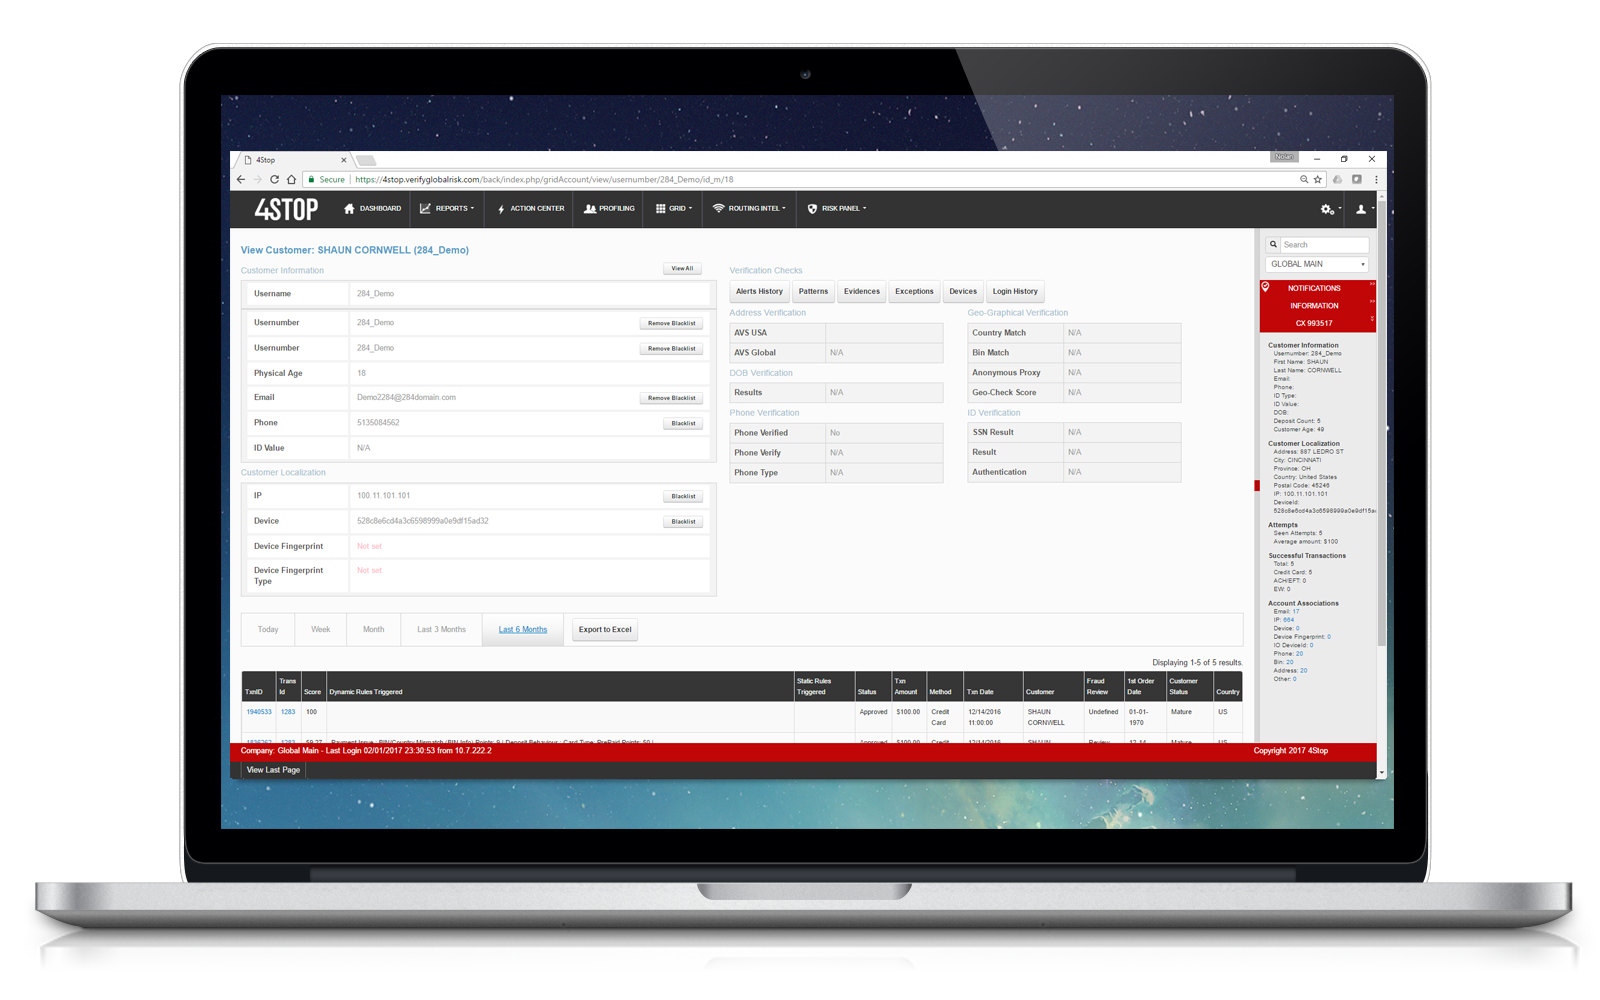 4Stop
Nolan
Secure https://4stop.verifyglobalrisk.com/back/index.php/gridAccount/view/usernumber/284_Demo/id_m/18
4STOP DASHBOARD REPORTS ACTION CENTER PROFILING GRID ROUTING INTEL RISK PANEL
View Customer: SHAUN CORNWELL (284_Demo)
Customer Information View All
Username 284_Demo
Usernumber 284_Demo Remove Blacklist
Usernumber 284_Demo Remove Blacklist
Physical Age 18
Email Demo2284@284domain.com Remove Blacklist
Phone 5135084562 Blacklist
ID Value N/A
Customer Localization
IP 100.11.101.101 Blacklist
Device 528c8e6cd4a3c6598999a0e9df15ad32 Blacklist
Device Fingerprint Not set
Device Fingerprint
Type Not set
Verification Checks
Alerts History Patterns Evidences Exceptions Devices Login History
Address Verification
AVS USA
AVS Global N/A
DOB Verification
Results N/A
Phone Verification
Phone Verified No
Phone Verify N/A
Phone Type N/A
Geo-Graphical Verification
Country Match N/A
Bin Match N/A
Anonymous Proxy N/A
Geo-Check Score N/A
ID Verification
SSN Result N/A
Result N/A
Authentication N/A
Search
GLOBAL MAIN
NOTIFICATIONS
INFORMATION
CX 993517
Customer Information
Usernumber: 284_Demo
First Name: SHAUN
Last Name: CORNWELL
Email:
Phone:
ID Type:
ID Value:
DOB:
Deposit Count: 5
Customer Age: 49
Customer Localization
Address: 887 LEDRO ST
City: CINCINNATI
Province: OH
Country: United States
Postal Code: 45246
IP: 100.11.101.101
DeviceId:
528c8e6cd4a3c6598999a0e9df15ad
Attempts
Seen Attempts: 5
Average amount: $100
Successful Transactions
Total: 5
Credit Card: 5
ACH/EFT: 0
EW: 0
Account Associations
Email: 17
IP: 664
Device: 0
Device Fingerprint: 0
IO DeviceId: 0
Phone: 20
Bin: 20
Address: 20
Other: 0
Today Week Month Last 3 Months Last 6 Months Export to Excel
Displaying 1-5 of 5 results.
TxnID Trans Id Score Dynamic Rules Triggered Static Rules Triggered Status Txn Amount Method Txn Date Customer Fraud Review 1st Order Date Customer Status Country
1940533 1283 100 Approved $100.00 Credit Card 12/14/2016 11:00:00 SHAUN CORNWELL Undefined 01-01-1970 Mature US
1836262 1283 59.27 Payment Issue : BIN/Country Mismatch (BIN Info) Points: 9 | Deposit Behaviour : Card Type: PrePaid Points: 50 | Approved $100.00 Credit 12/14/2016 SHAUN Review 12-14- Mature US
Company: Global Main - Last Login 02/01/2017 23:30:53 from 10.7.222.2 Copyright 2017 4Stop
View Last Page